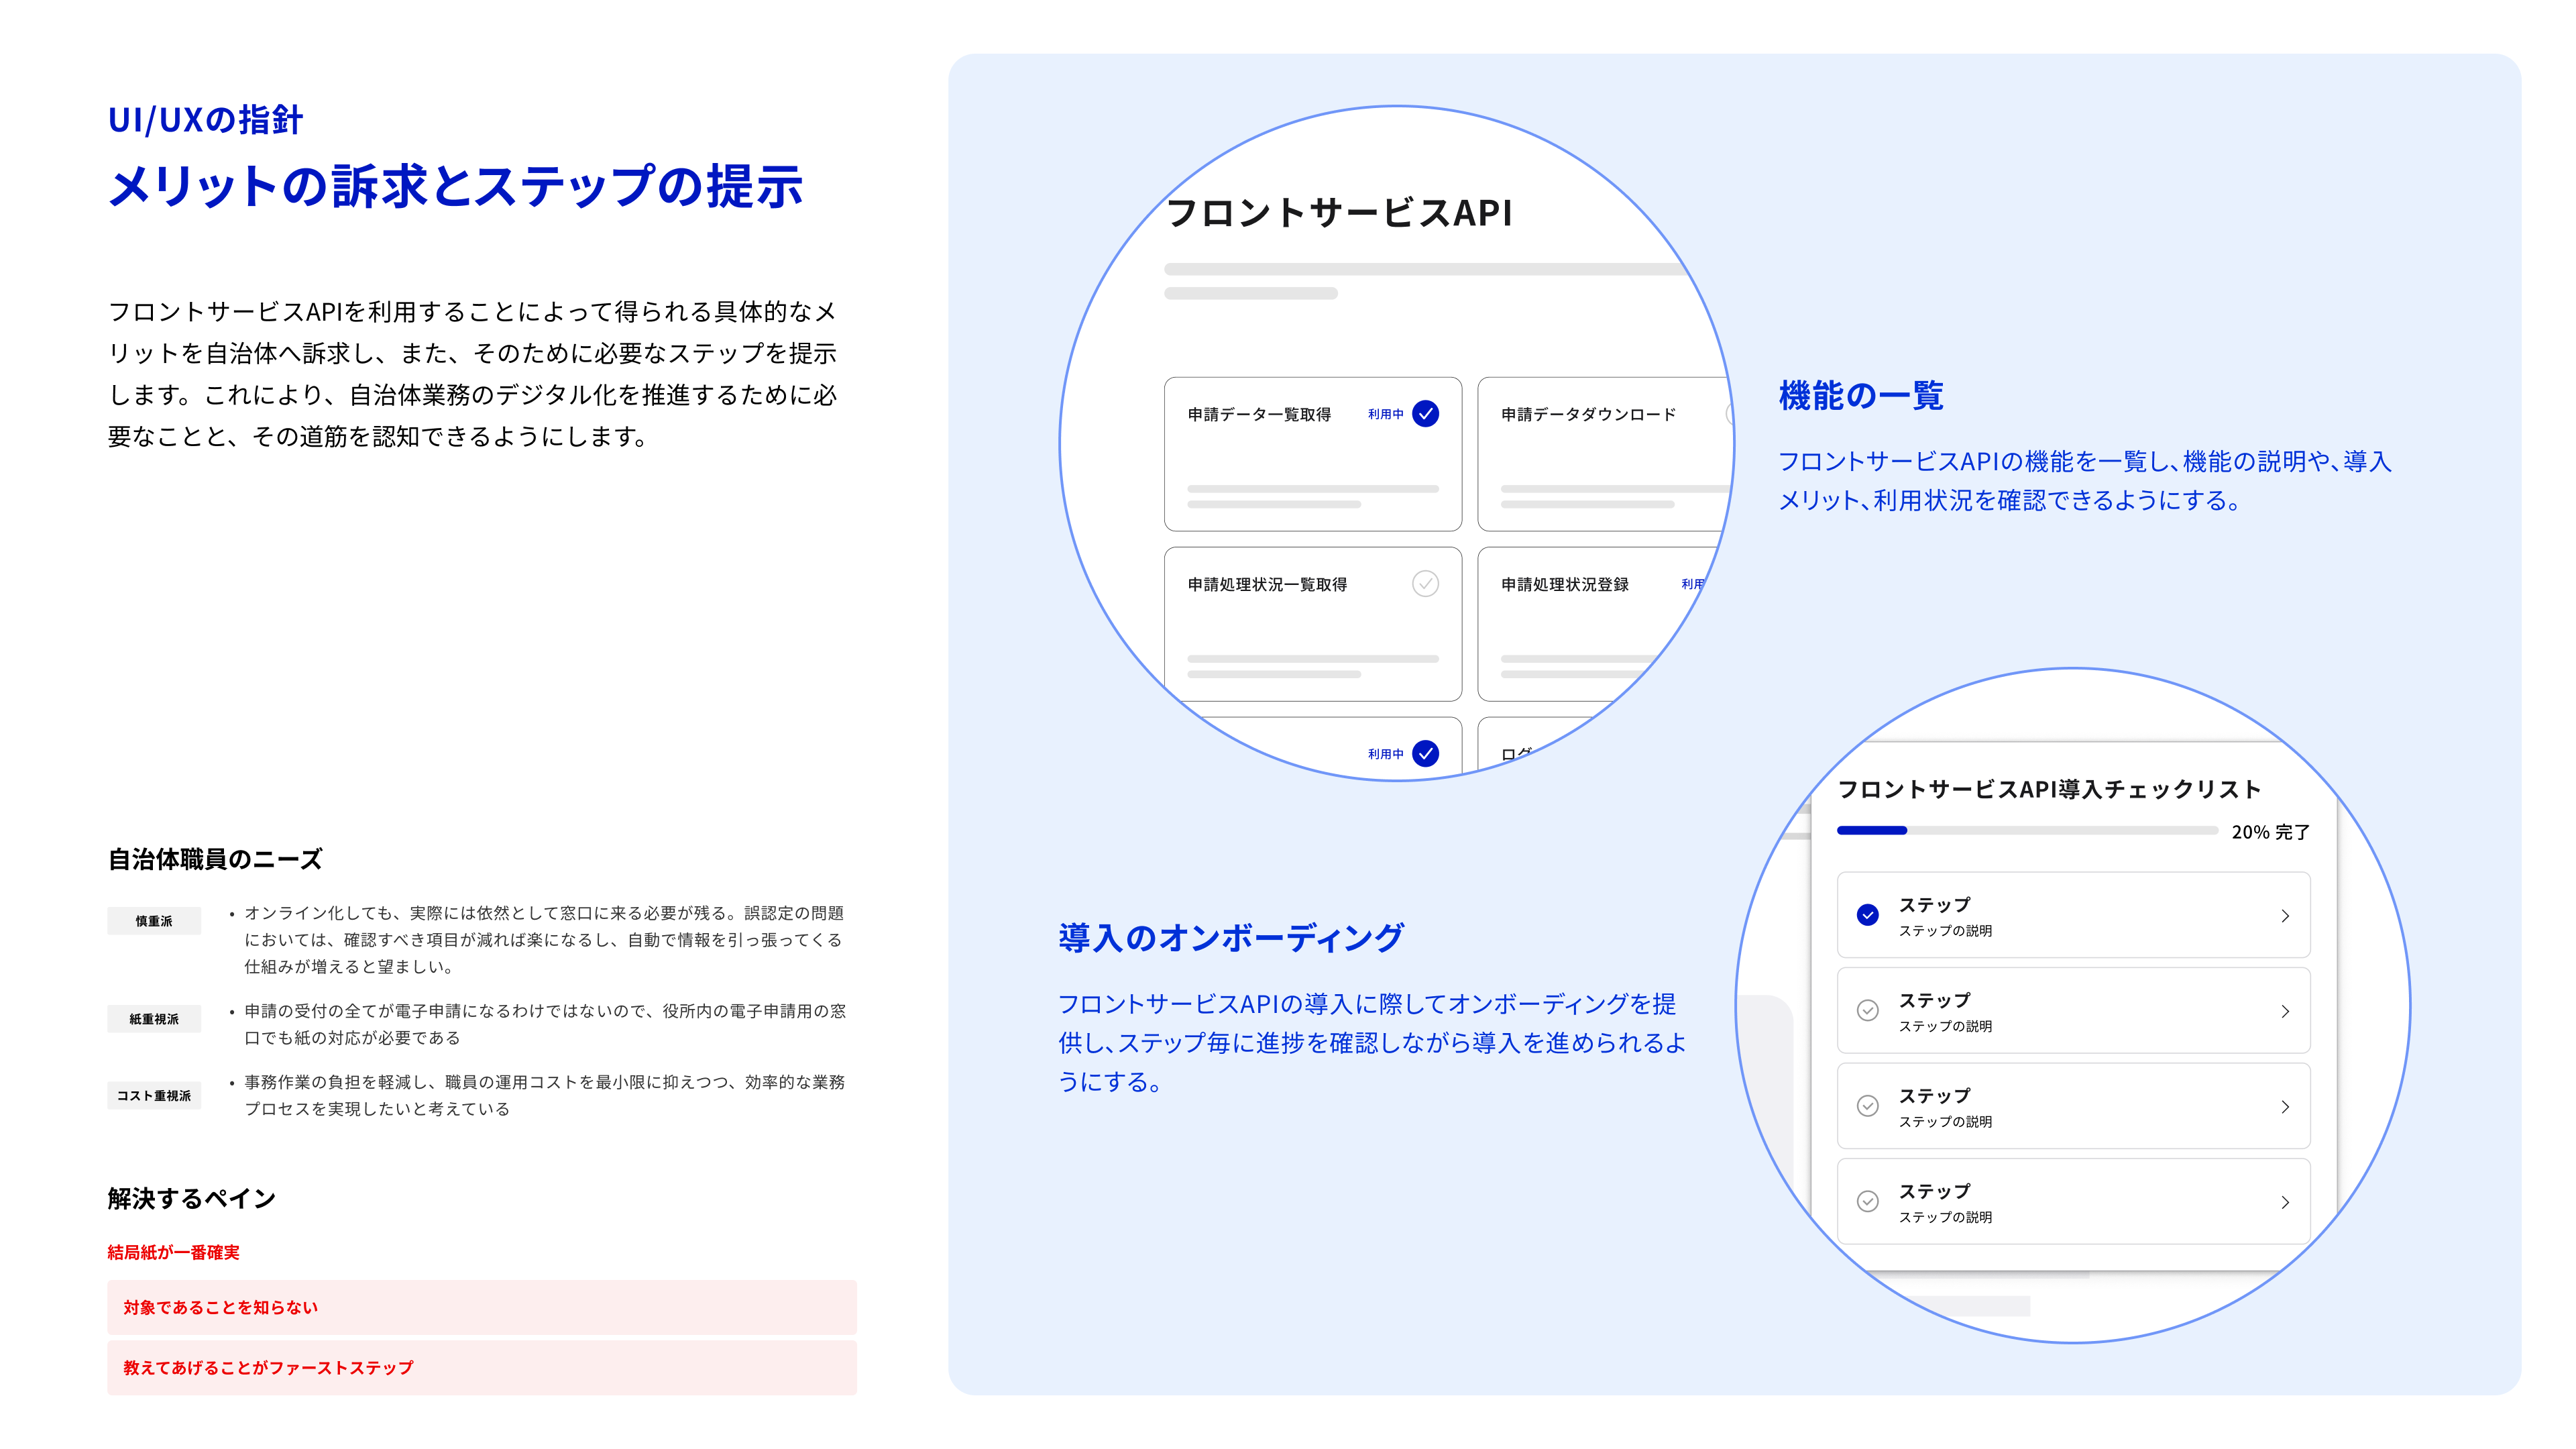 UI/UXの指針
メリットの訴求とステップの提示
フロントサービスAPIを利用することによって得られる具体的なメ
リットを自治体へ訴求し、また、そのために必要なステップを提示
します。これにより、自治体業務のデジタル化を推進するために必
要なことと、その道筋を認知できるようにします。
自治体職員のニーズ
慎重派
• オンライン化しても、実際には依然として窓口に来る必要が残る。誤認定の問題
においては、確認すべき項目が減れば楽になるし、自動で情報を引っ張ってくる
仕組みが増えると望ましい。
紙重視派
• 申請の受付の全てが電子申請になるわけではないので、役所内の電子申請用の窓
口でも紙の対応が必要である
コスト重視派
• 事務作業の負担を軽減し、職員の運用コストを最小限に抑えつつ、効率的な業務
プロセスを実現したいと考えている
解決するペイン
結局紙が一番確実
対象であることを知らない
教えてあげることがファーストステップ
フロントサービスAPI
申請データ一覧取得 利用中
申請データダウンロード
申請処理状況一覧取得
申請処理状況登録 利用
利用中
ログ
機能の一覧
フロントサービスAPIの機能を一覧し、機能の説明や、導入
メリット、利用状況を確認できるようにする。
導入のオンボーディング
フロントサービスAPIの導入に際してオンボーディングを提
供し、ステップ毎に進捗を確認しながら導入を進められるよ
うにする。
フロントサービスAPI導入チェックリスト
20% 完了
ステップ
ステップの説明
ステップ
ステップの説明
ステップ
ステップの説明
ステップ
ステップの説明